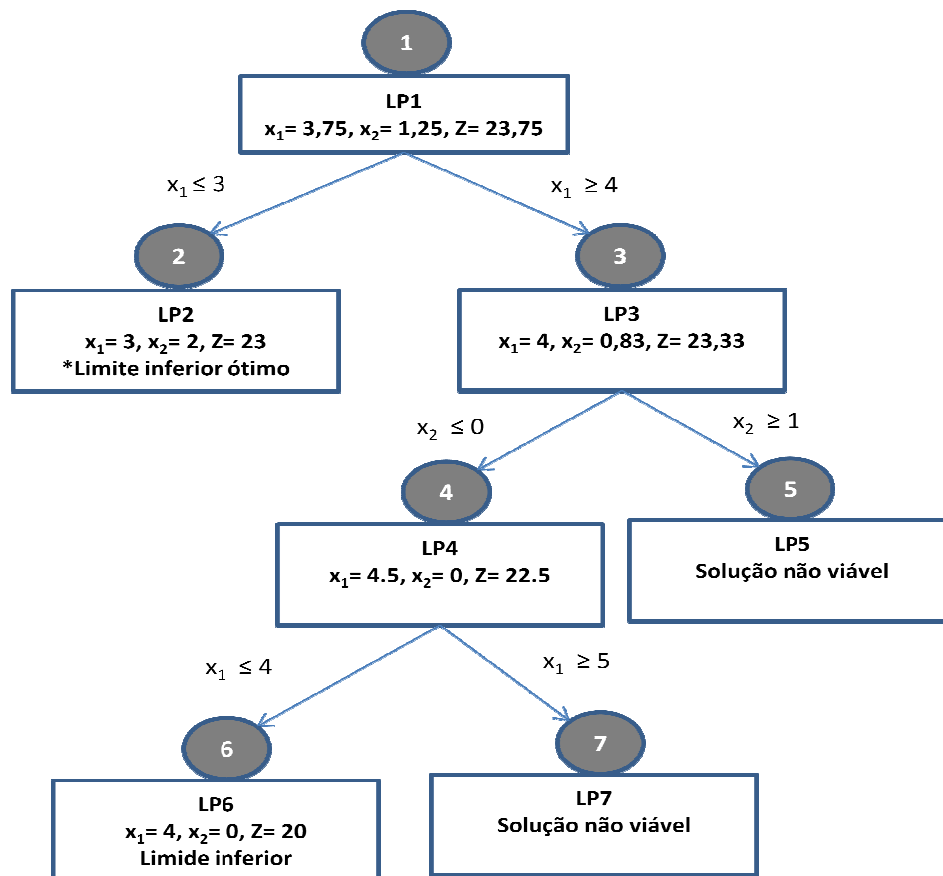 1
LP1
x₁= 3,75, x₂= 1,25, Z= 23,75
x₁ ≤ 3
x₁ ≥ 4
2
3
LP2
x₁= 3, x₂= 2, Z= 23
*Limite inferior ótimo
LP3
x₁= 4, x₂= 0,83, Z= 23,33
x₂ ≤ 0
x₂ ≥ 1
4
5
LP4
x₁= 4.5, x₂= 0, Z= 22.5
LP5
Solução não viável
x₁ ≤ 4
x₁ ≥ 5
6
7
LP6
x₁= 4, x₂= 0, Z= 20
Limide inferior
LP7
Solução não viável